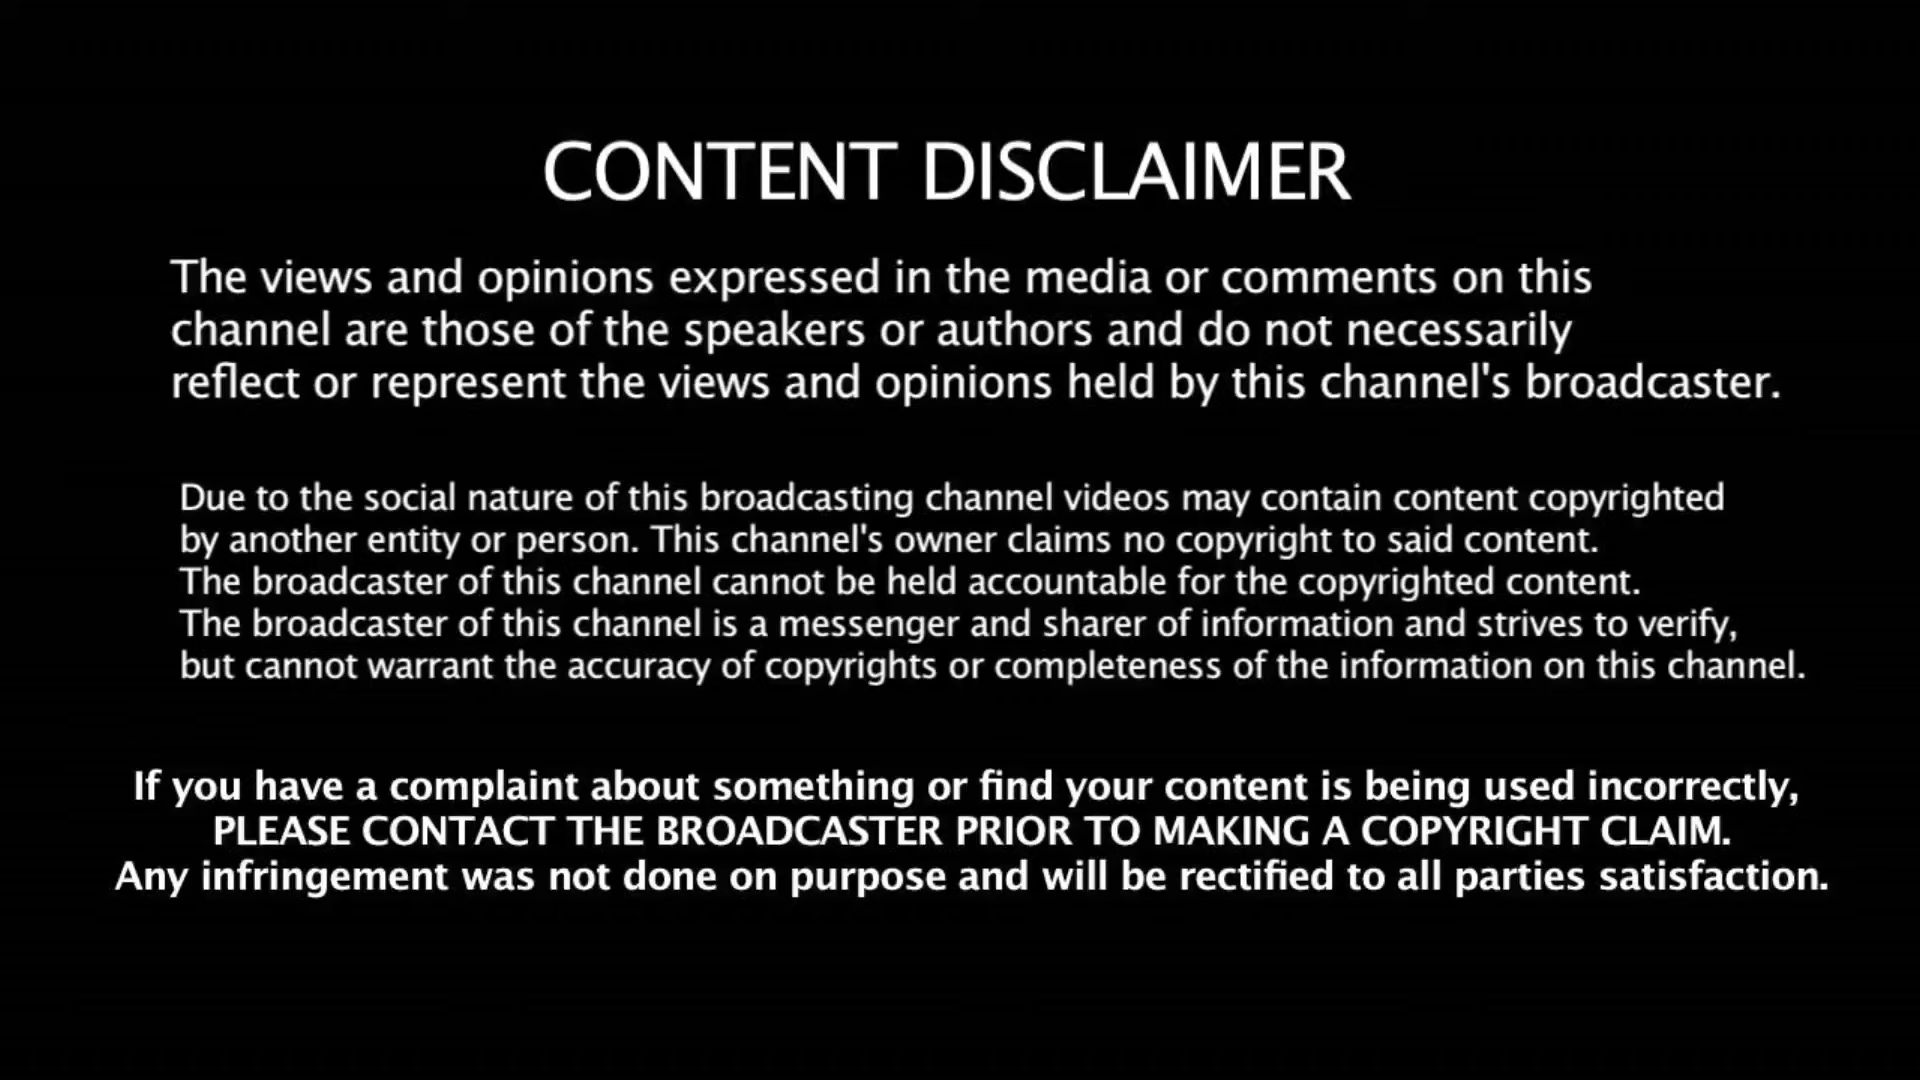 CONTENT DISCLAIMER
The views and opinions expressed in the media or comments on this
channel are those of the speakers or authors and do not necessarily
reflect or represent the views and opinions held by this channel's broadcaster.
Due to the social nature of this broadcasting channel videos may contain content copyrighted
by another entity or person. This channel's owner claims no copyright to said content.
The broadcaster of this channel cannot be held accountable for the copyrighted content.
The broadcaster of this channel is a messenger and sharer of information and strives to verify,
but cannot warrant the accuracy of copyrights or completeness of the information on this channel.
If you have a complaint about something or find your content is being used incorrectly,
PLEASE CONTACT THE BROADCASTER PRIOR TO MAKING A COPYRIGHT CLAIM.
Any infringement was not done on purpose and will be rectified to all parties satisfaction.